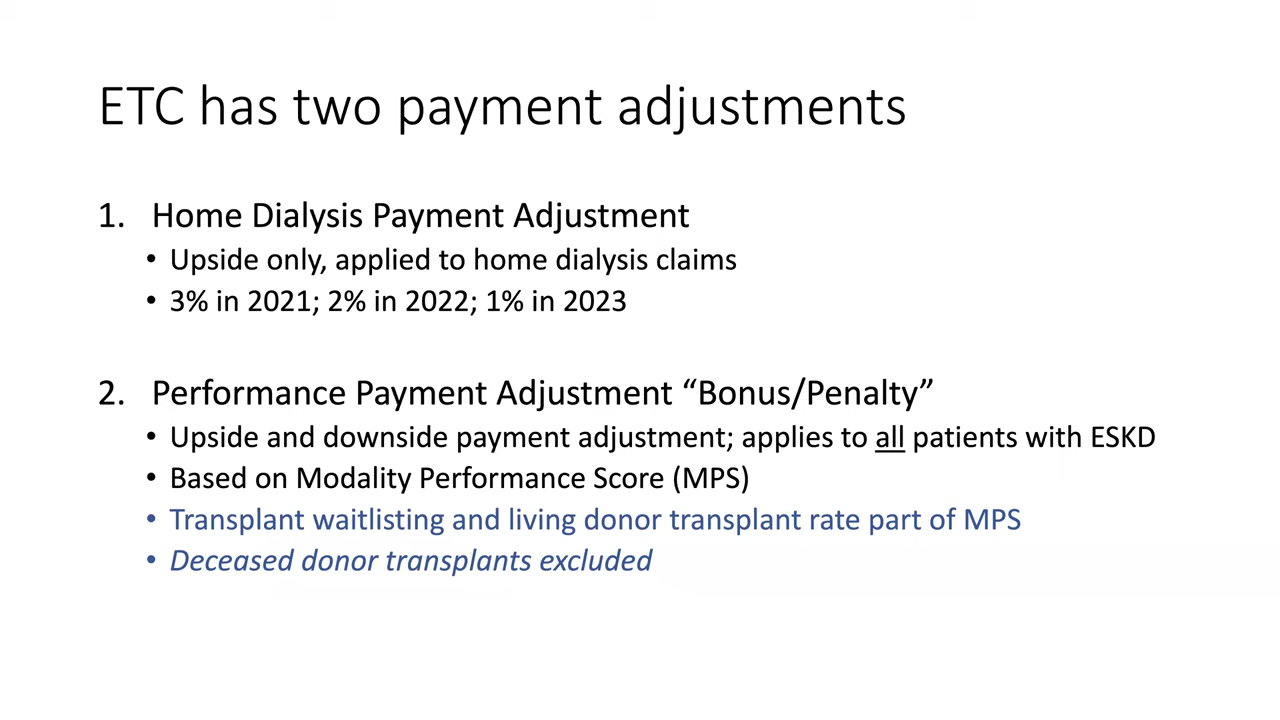 ETC has two payment adjustments
1. Home Dialysis Payment Adjustment
• Upside only, applied to home dialysis claims
• 3% in 2021; 2% in 2022; 1% in 2023
2. Performance Payment Adjustment “Bonus/Penalty”
• Upside and downside payment adjustment; applies to all patients with ESKD
• Based on Modality Performance Score (MPS)
• Transplant waitlisting and living donor transplant rate part of MPS
• Deceased donor transplants excluded